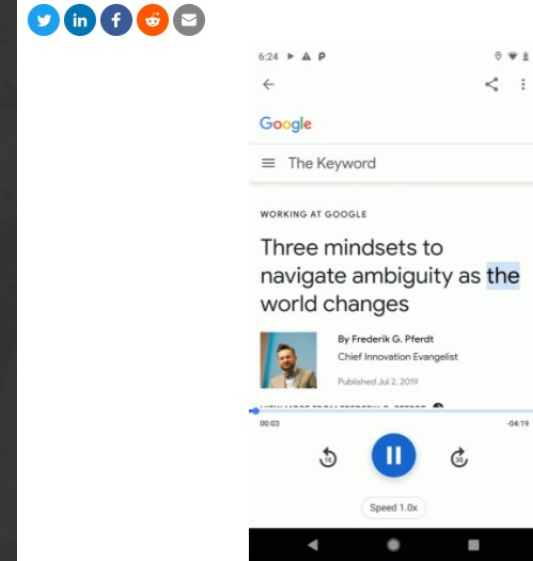 in
f
6:24
Google
The Keyword
WORKING AT GOOGLE
Three mindsets to
navigate ambiguity as the
world changes
By Frederik G. Pferdt
Chief Innovation Evangelist
Published Jul 2, 2019
00:03
-04:19
10
30
Speed 1.0x